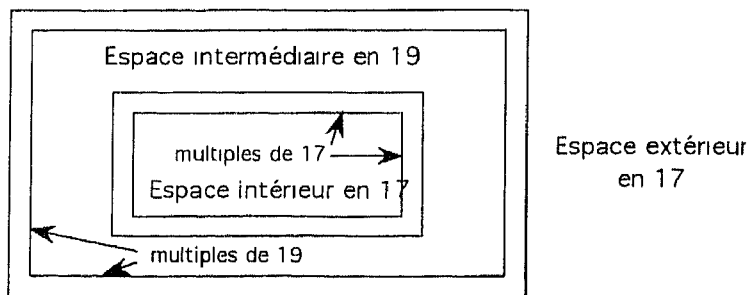 Espace intermédiaire en 19
multiples de 17
Espace intérieur en 17
multiples de 19
Espace extérieur
en 17